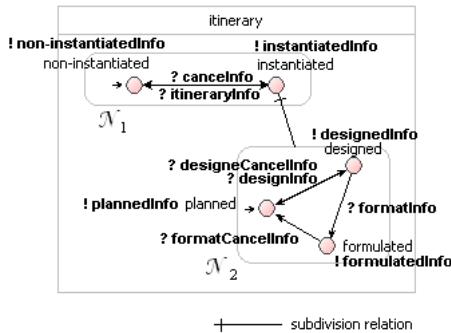 itinerary
! non-instantiatedInfo
! instantiatedInfo
non-instantiated
instantiated
? canceInfo
? itineraryInfo
𝒩1
! designedInfo
designed
? designeCancelInfo
? designInfo
! plannedInfo
planned
? formatInfo
? formatCancelInfo
formulated
! formulatedInfo
𝒩2
subdivision relation